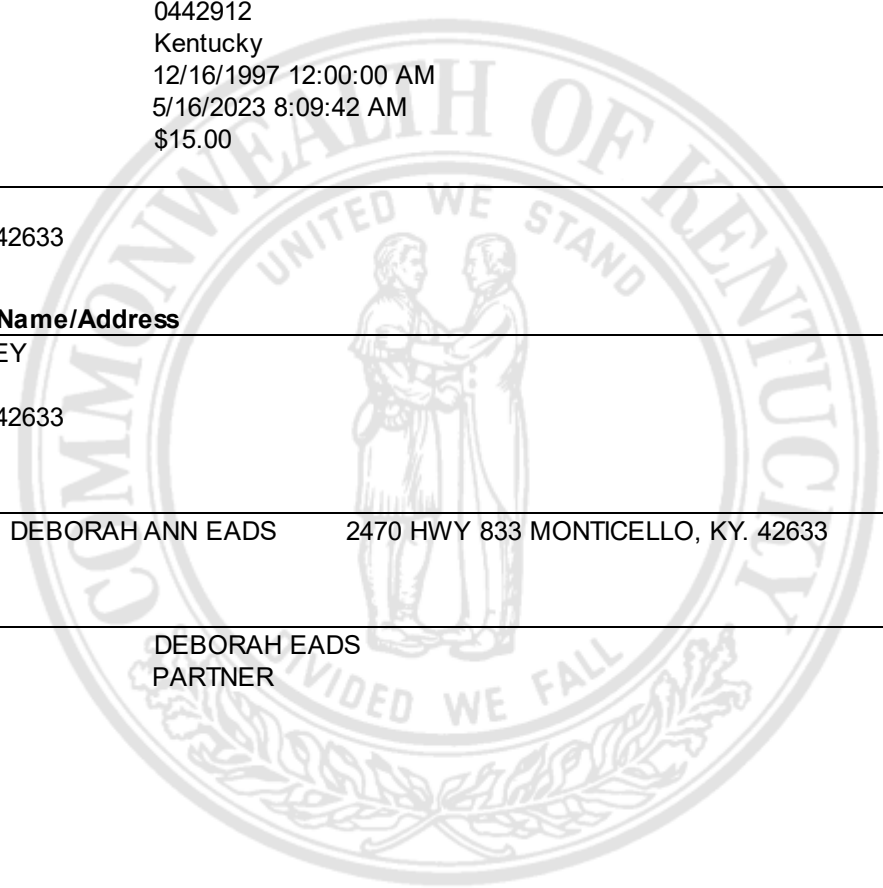 0442912
Kentucky
12/16/1997 12:00:00 AM
5/16/2023 8:09:42 AM
$15.00
42633
Name/Address
EY
42633
DEBORAH ANN EADS 2470 HWY 833 MONTICELLO, KY. 42633
DEBORAH EADS
PARTNER
COMMONWEALTH OF KENTUCKY
UNITED WE STAND
DIVIDED WE FALL